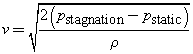 v = √(2(p_stagnation − p_static)/ρ)